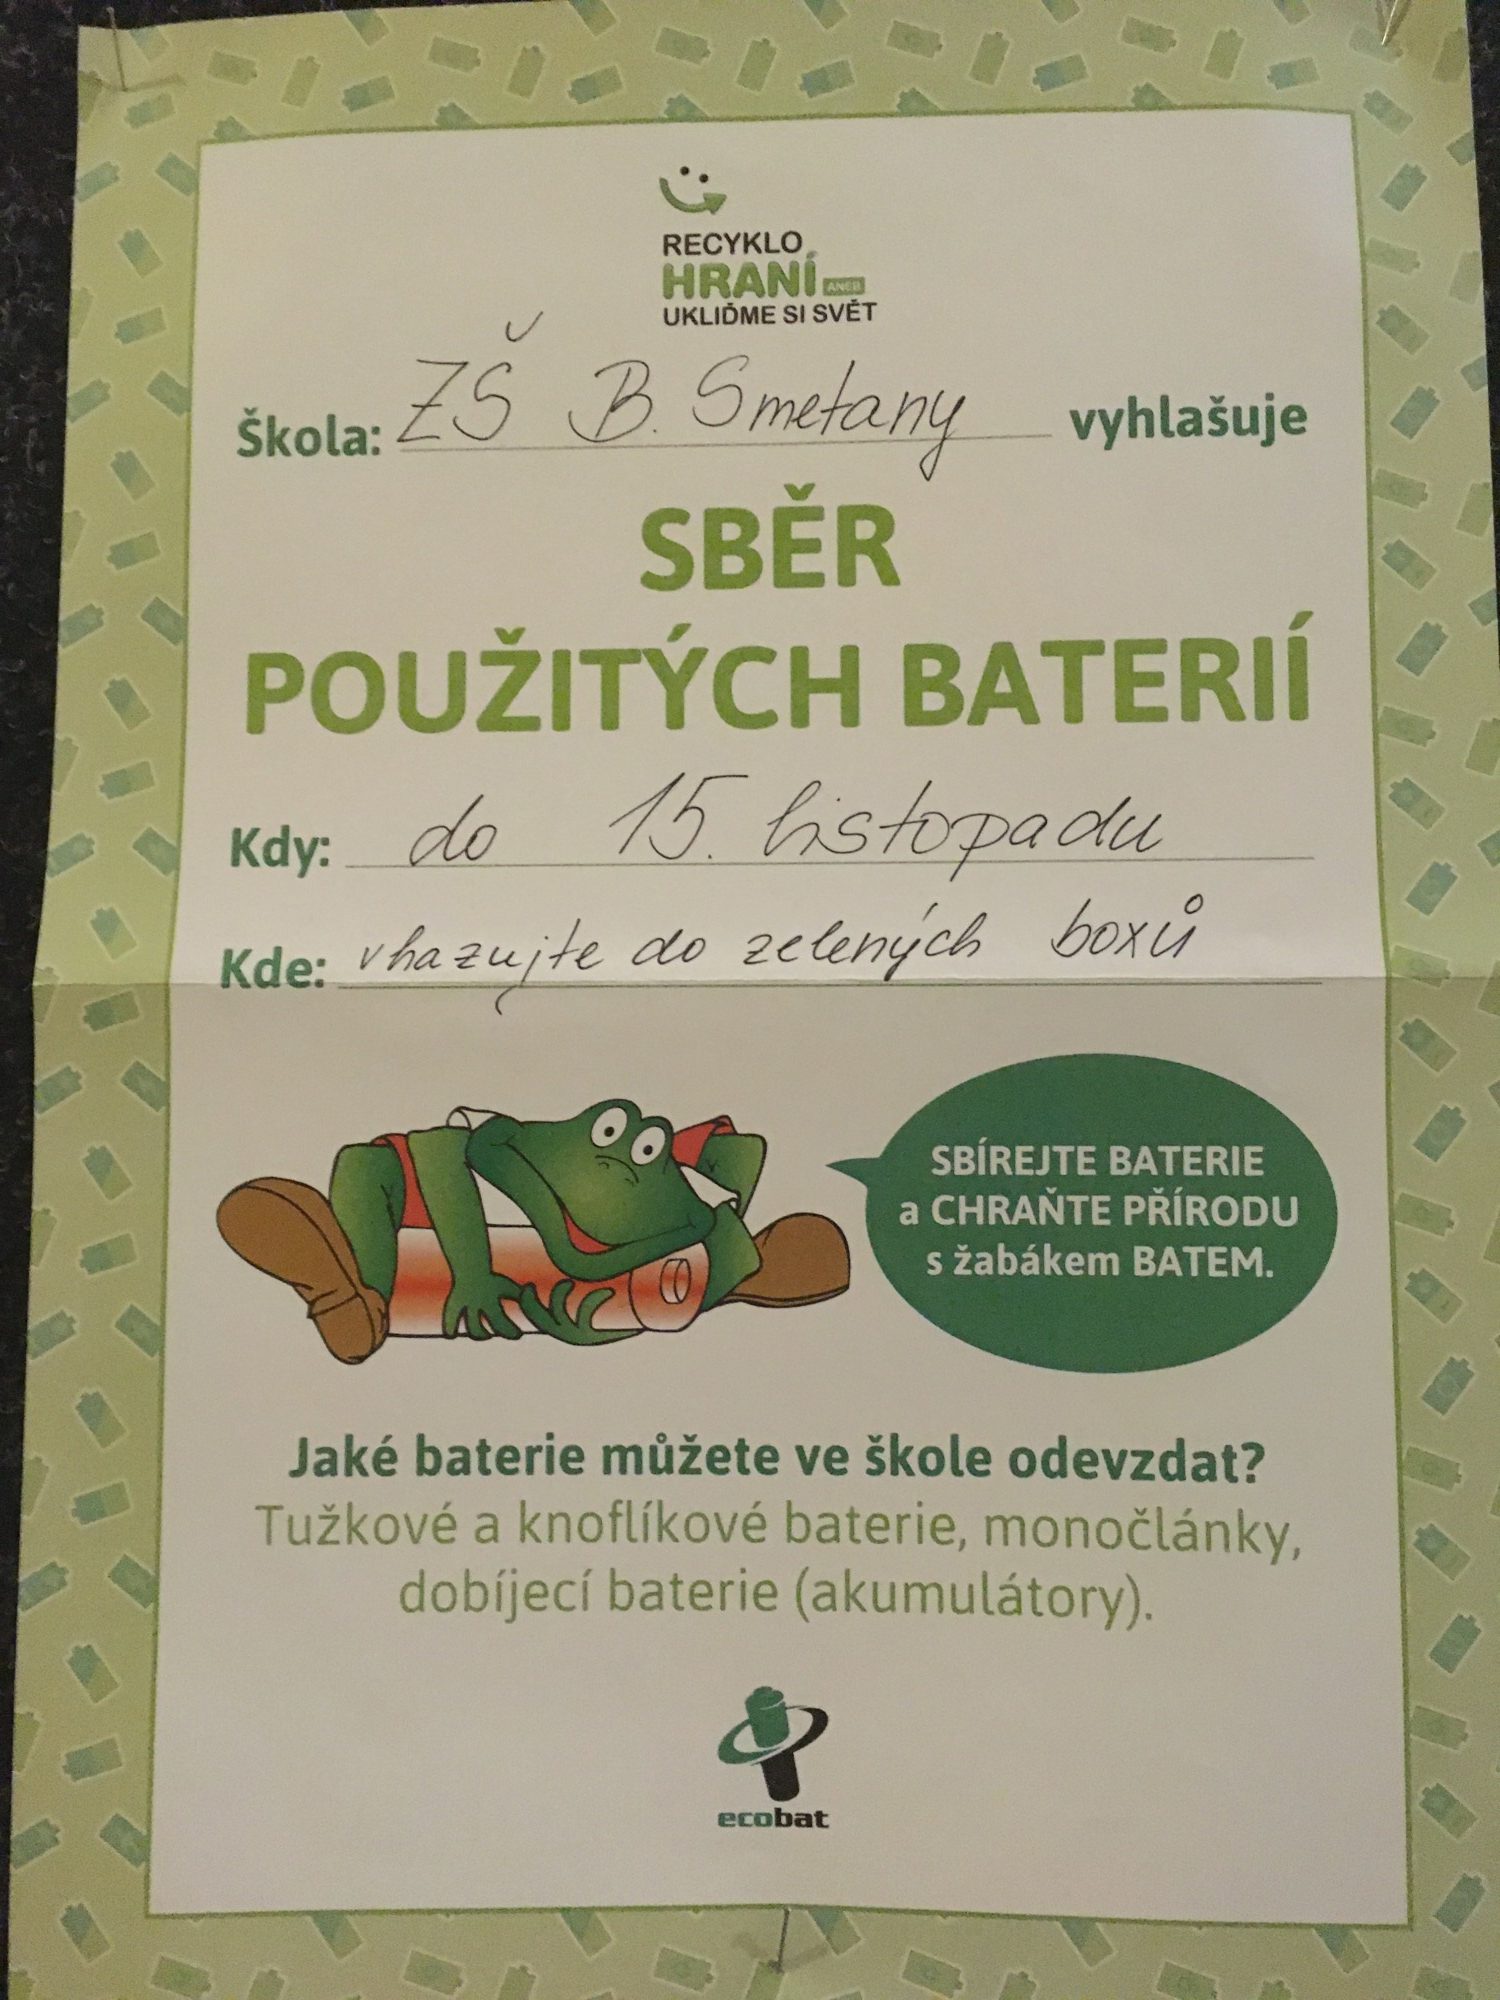 RECYKLO
HRANÍ ANEB
UKLIĎME SI SVĚT
Škola: ZŠ B. Smetany vyhlašuje
SBĚR
POUŽITÝCH BATERIÍ
Kdy: do 15. listopadu
Kde: vhazujte do zelených boxů
SBÍREJTE BATERIE
a CHRAŇTE PŘÍRODU
s žabákem BATEM.
Jaké baterie můžete ve škole odevzdat?
Tužkové a knoflíkové baterie, monočlánky,
dobíjecí baterie (akumulátory).
ecobat